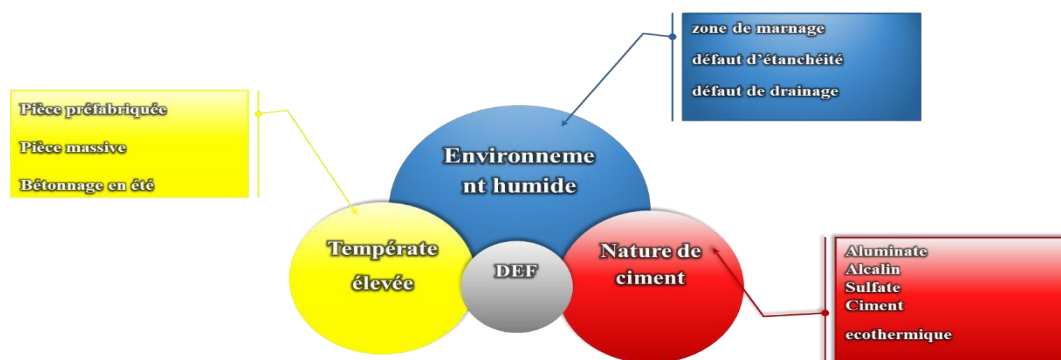 zone de marnage
défaut d'étanchéité
défaut de drainage
Pièce préfabriquée
Pièce massive
Bétonnage en été
Environneme
nt humide
Températe
élevée
DEF
Nature de
ciment
Aluminate
Alcalin
Sulfate
Ciment
ecothermique